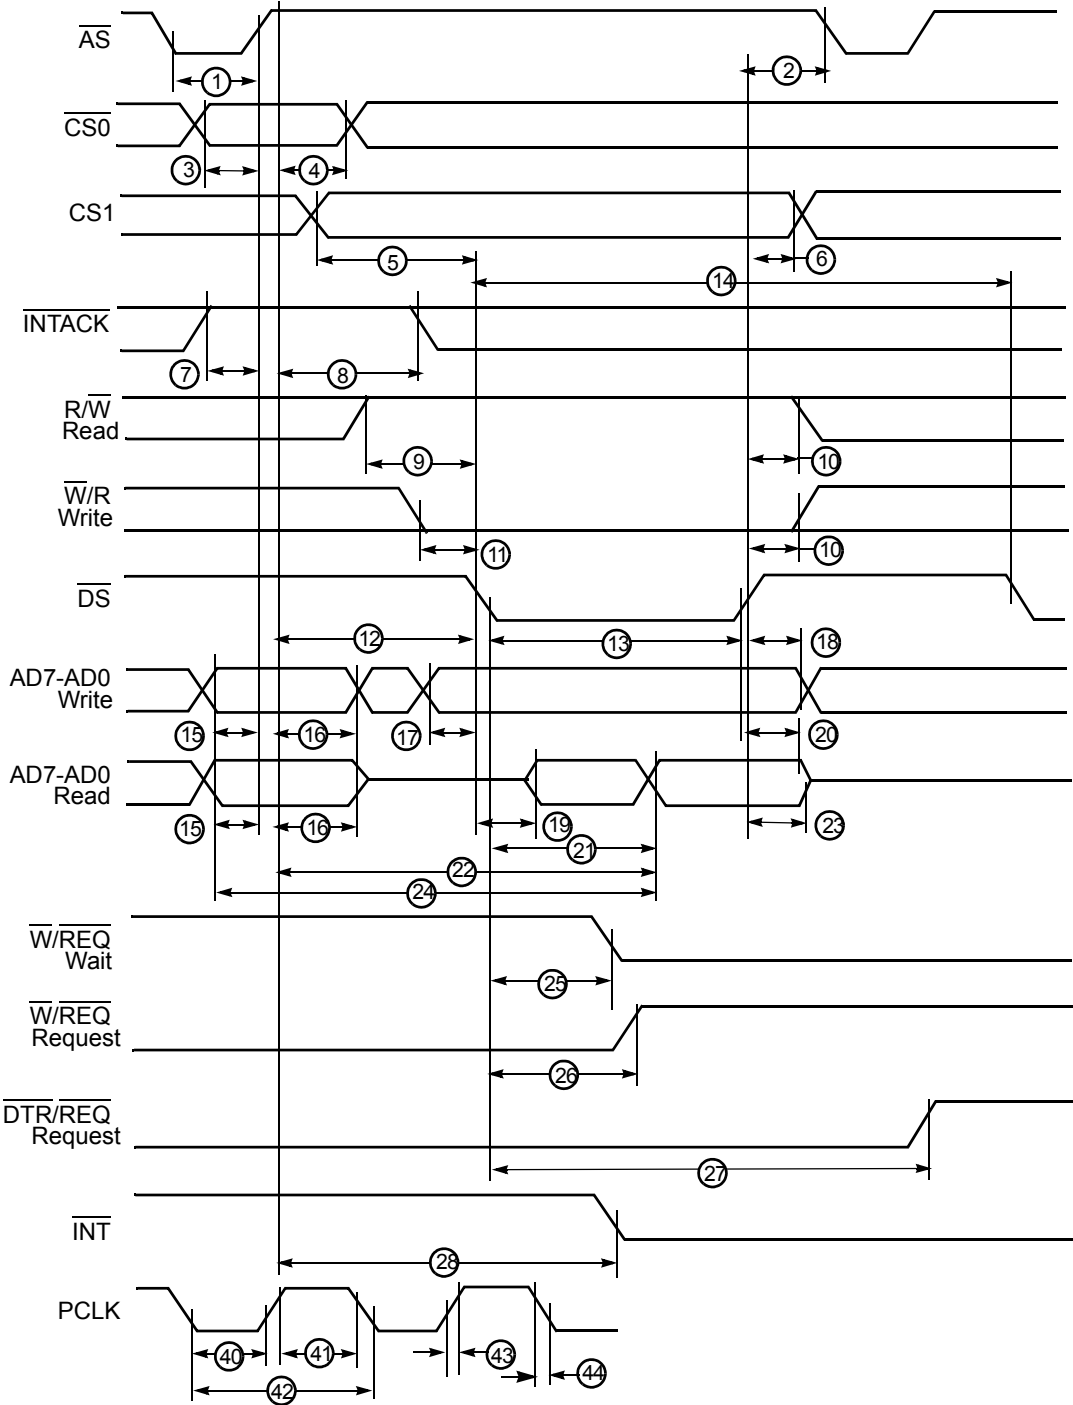 AS
1
2
CS0
3
4
CS1
5
6
14
INTACK
7
8
R/W
Read
9
10
W/R
Write
11
10
DS
12
13
18
AD7-AD0
Write
15
16
17
20
AD7-AD0
Read
15
16
19
23
21
22
24
W/REQ
Wait
25
W/REQ
Request
26
DTR/REQ
Request
27
INT
28
PCLK
40
41
43
44
42